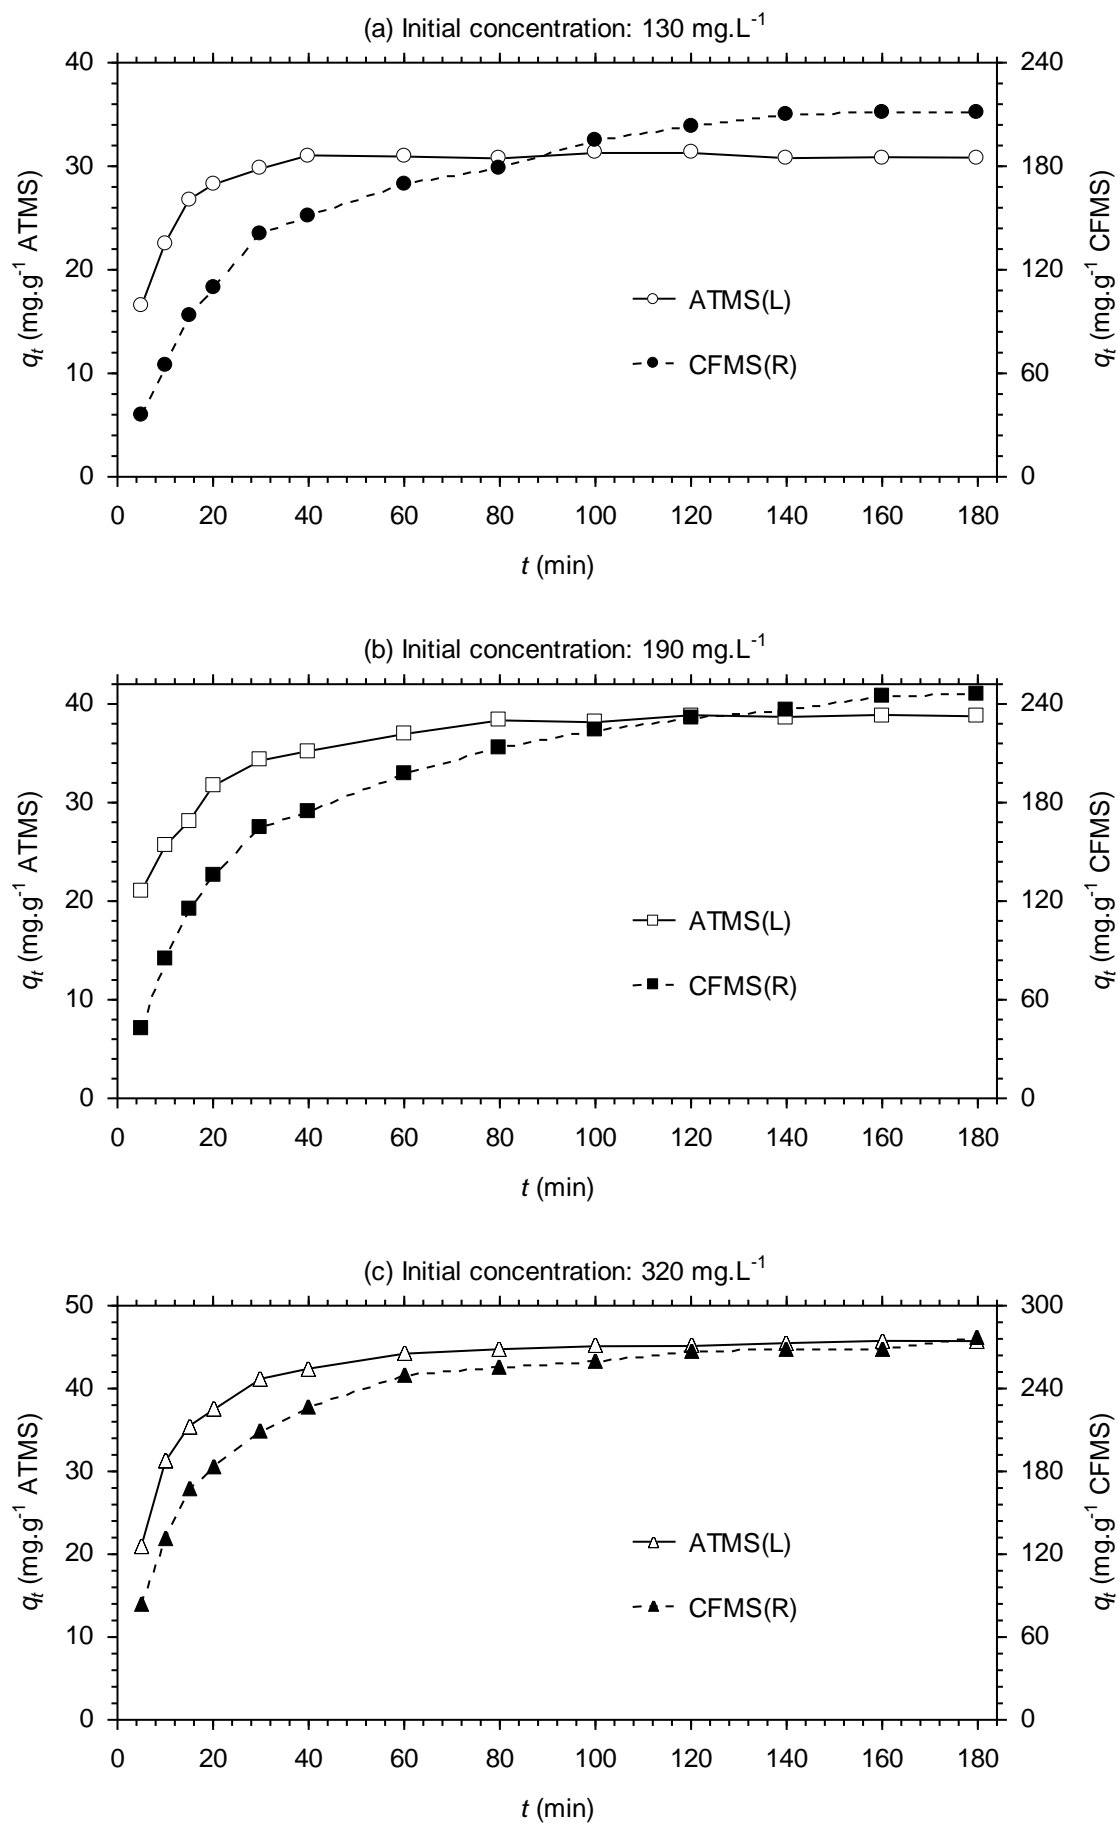 (a) Initial concentration: 130 mg.L⁻¹
40 240
30 180
qₜ (mg.g⁻¹ ATMS) qₜ (mg.g⁻¹ CFMS)
20 120
ATMS(L)
CFMS(R)
10 60
0 0
0 20 40 60 80 100 120 140 160 180
t (min)
(b) Initial concentration: 190 mg.L⁻¹
40 240
30 180
qₜ (mg.g⁻¹ ATMS) qₜ (mg.g⁻¹ CFMS)
20 120
ATMS(L)
CFMS(R)
10 60
0 0
0 20 40 60 80 100 120 140 160 180
t (min)
(c) Initial concentration: 320 mg.L⁻¹
50 300
40 240
30 180
qₜ (mg.g⁻¹ ATMS) qₜ (mg.g⁻¹ CFMS)
20 120
ATMS(L)
CFMS(R)
10 60
0 0
0 20 40 60 80 100 120 140 160 180
t (min)